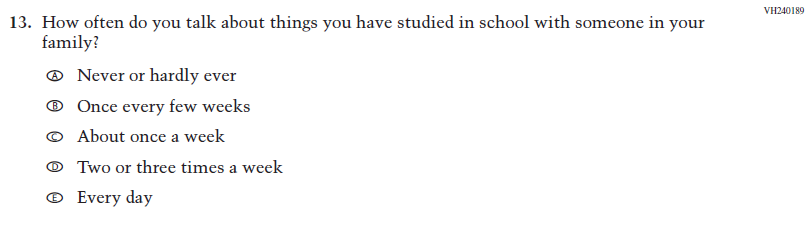 VH240189
13. How often do you talk about things you have studied in school with someone in your
family?
A Never or hardly ever
B Once every few weeks
C About once a week
D Two or three times a week
E Every day